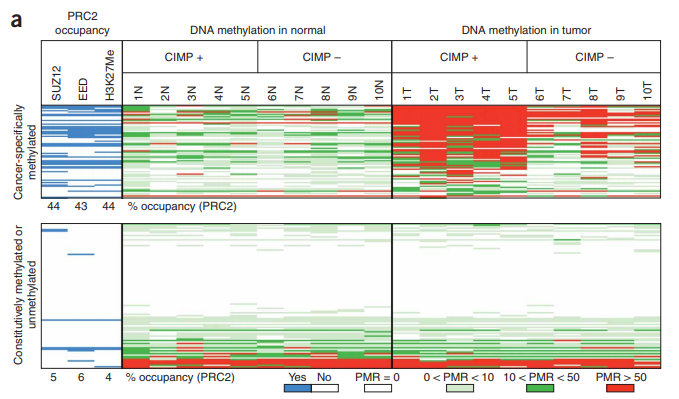 a
PRC2 occupancy
DNA methylation in normal
DNA methylation in tumor
CIMP +
CIMP –
CIMP +
CIMP –
SUZ12
EED
H3K27Me
1N
2N
3N
4N
5N
6N
7N
8N
9N
10N
1T
2T
3T
4T
5T
6T
7T
8T
9T
10T
Cancer-specifically
methylated
44 43 44 % occupancy (PRC2)
Constitutively methylated or
unmethylated
5 6 4 % occupancy (PRC2)
Yes No PMR = 0 0 < PMR < 10 10 < PMR < 50 PMR > 50